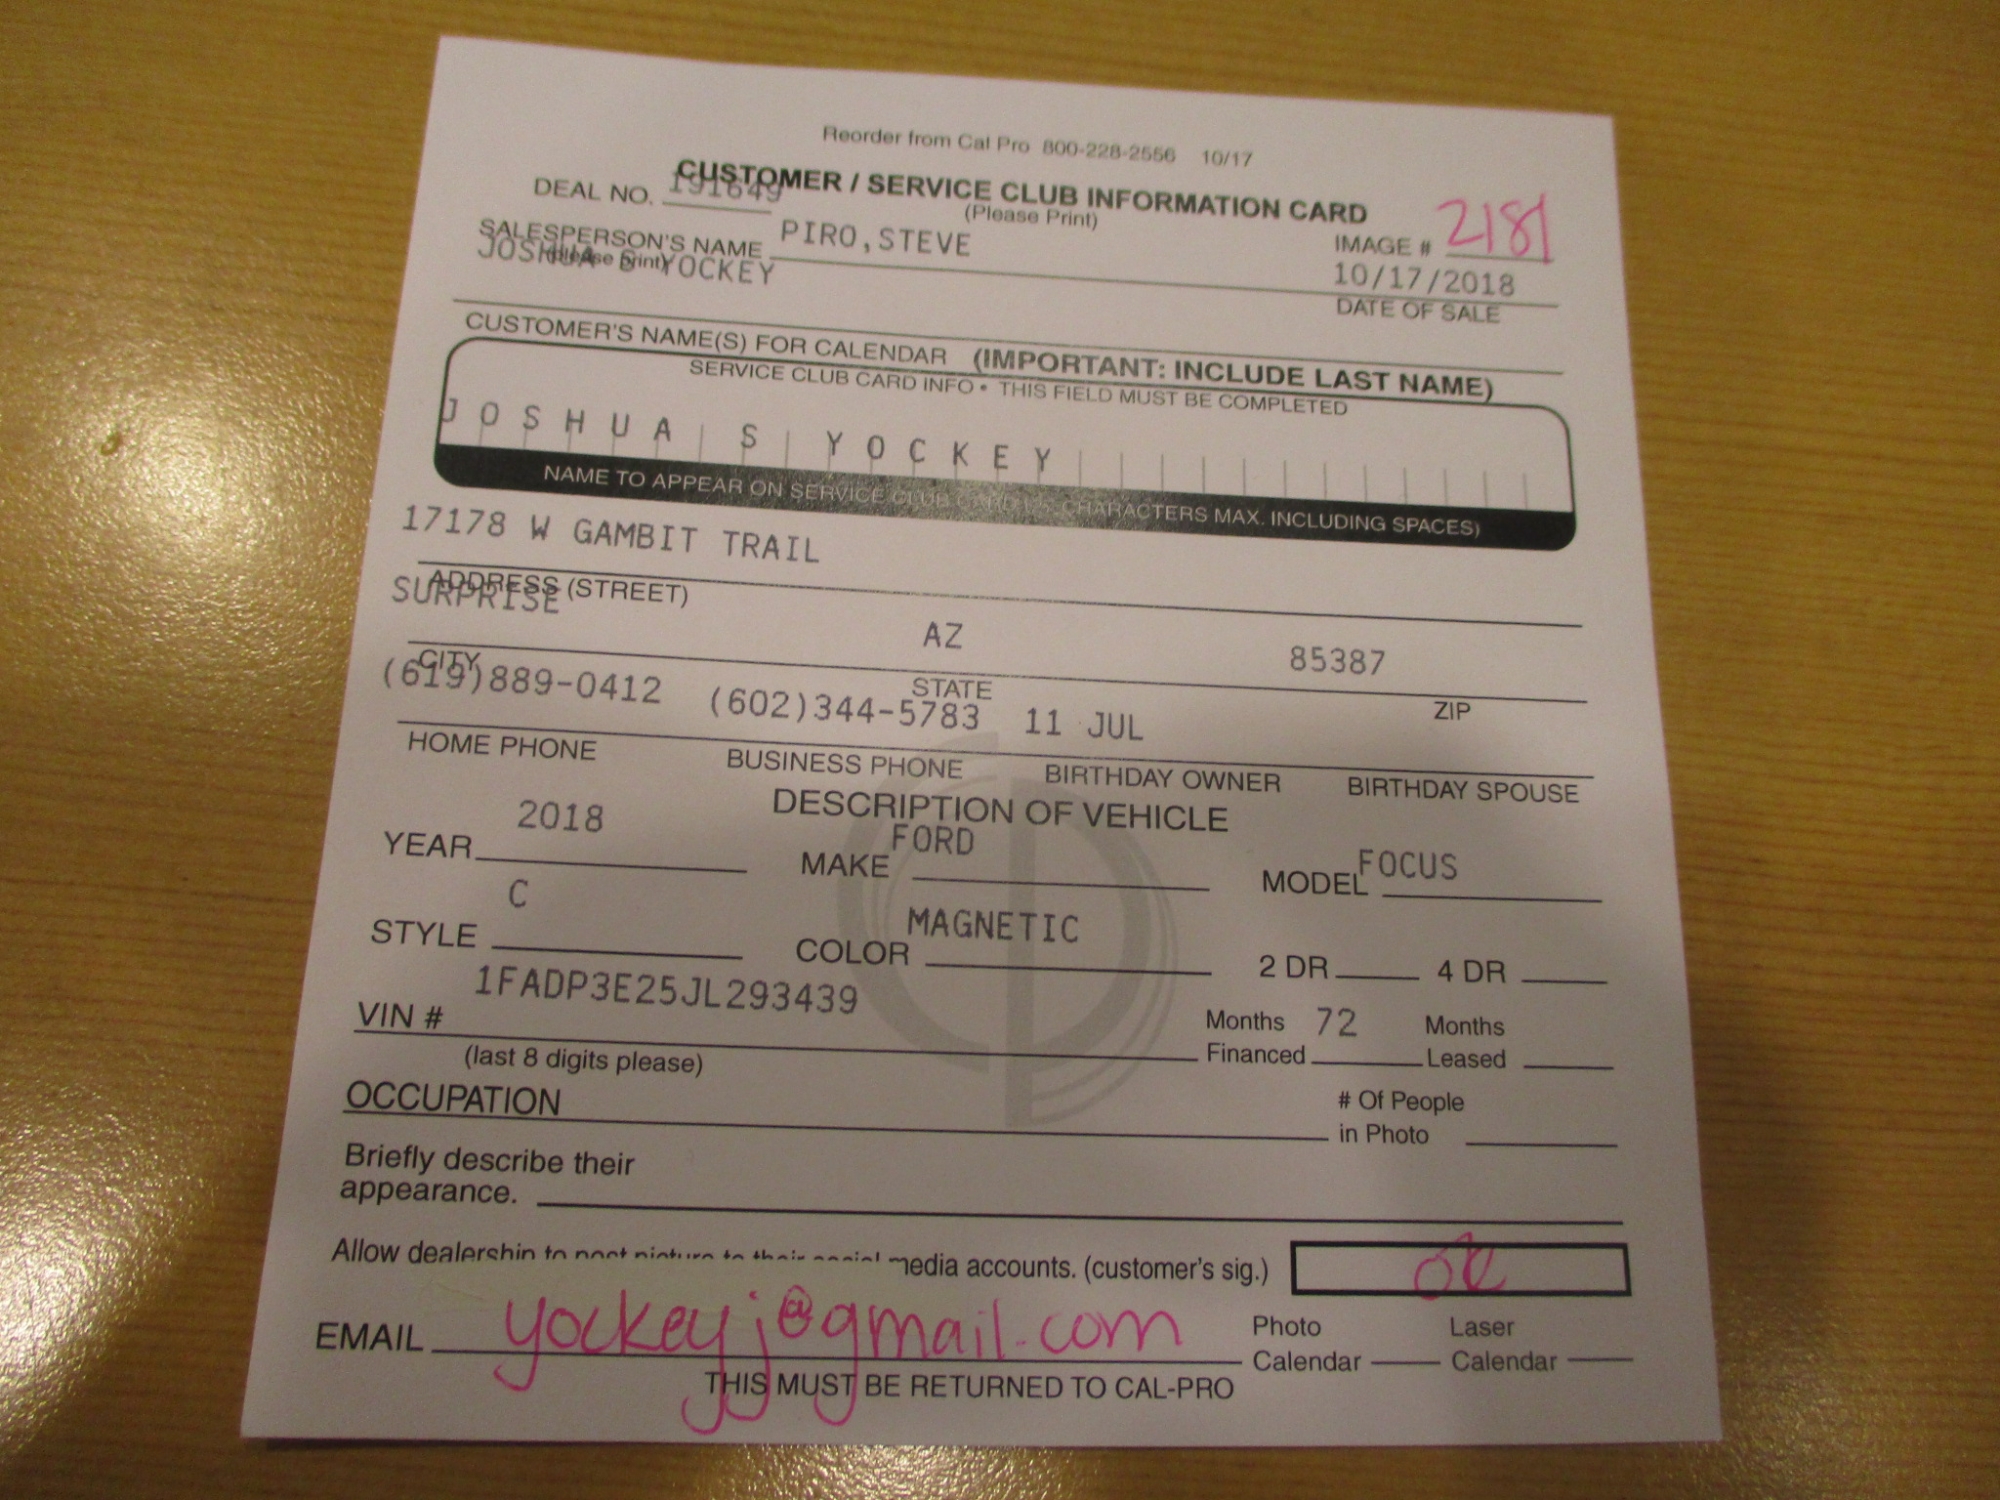 Reorder from Cal Pro 800-228-2556 10/17
CUSTOMER / SERVICE CLUB INFORMATION CARD
(Please Print)
DEAL NO. 191649
IMAGE # 2181
SALESPERSON'S NAME PIRO,STEVE
(please print)
JOSHUA S YOCKEY
10/17/2018
DATE OF SALE
CUSTOMER'S NAME(S) FOR CALENDAR (IMPORTANT: INCLUDE LAST NAME)
SERVICE CLUB CARD INFO • THIS FIELD MUST BE COMPLETED
JOSHUA S YOCKEY
NAME TO APPEAR ON SERVICE CLUB CHARACTERS MAX. INCLUDING SPACES)
17178 W GAMBIT TRAIL
ADDRESS (STREET)
SURPRISE AZ 85387
CITY STATE ZIP
(619)889-0412 (602)344-5783 11 JUL
HOME PHONE BUSINESS PHONE BIRTHDAY OWNER BIRTHDAY SPOUSE
DESCRIPTION OF VEHICLE
YEAR 2018 MAKE FORD MODEL FOCUS
STYLE C COLOR MAGNETIC 2 DR 4 DR
VIN # 1FADP3E25JL293439
(last 8 digits please)
Months Financed 72 Months Leased
OCCUPATION
# Of People
in Photo
Briefly describe their
appearance.
Allow dealership to post picture to their social media accounts. (customer's sig.) ok
EMAIL yockeyj@gmail.com
Photo Calendar Laser Calendar
THIS MUST BE RETURNED TO CAL-PRO